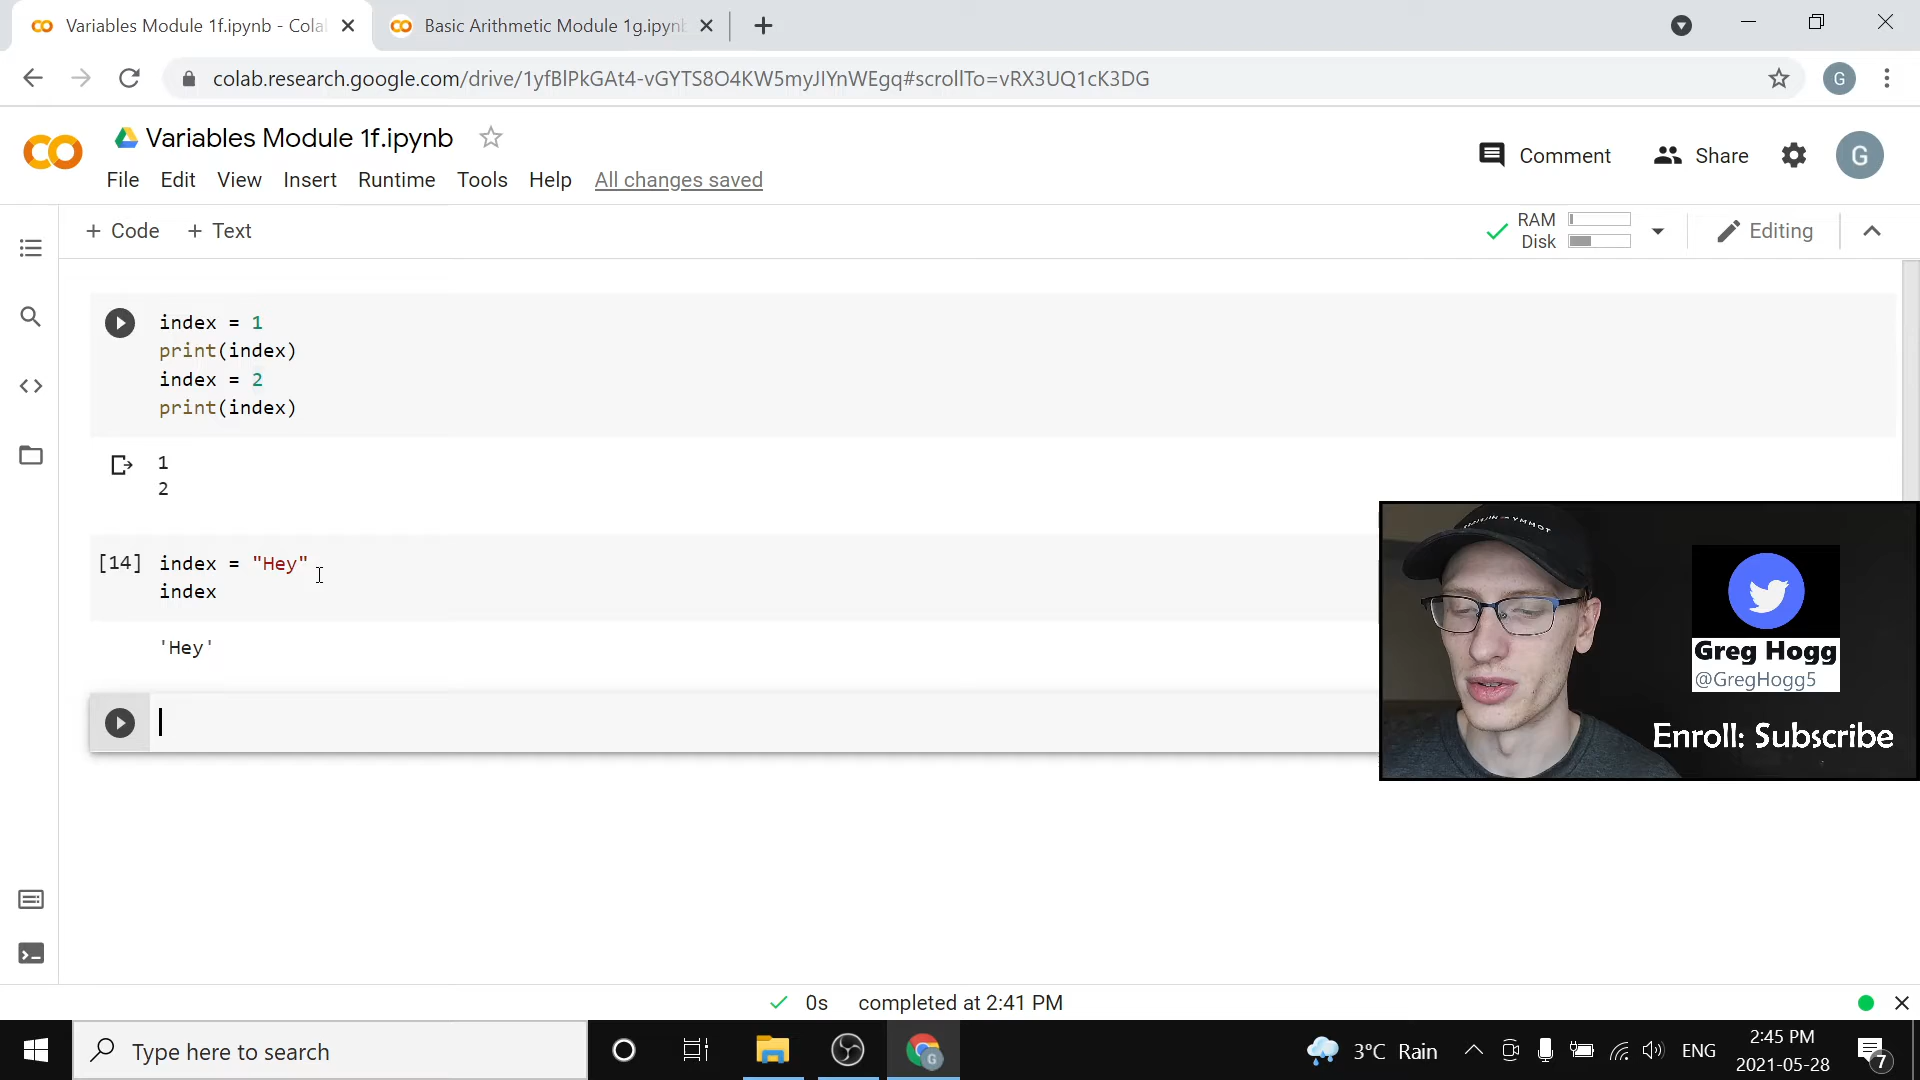 Variables Module 1f.ipynb - Cola
Basic Arithmetic Module 1g.ipynb
colab.research.google.com/drive/1yfBlPkGAt4-vGYTS8O4KW5myJIYnWEgq#scrollTo=vRX3UQ1cK3DG
G
Variables Module 1f.ipynb
Comment
Share
G
File Edit View Insert Runtime Tools Help All changes saved
+ Code + Text
RAM
Disk
Editing
index = 1
print(index)
index = 2
print(index)
1
2
[14] index = "Hey"
index
'Hey'
Greg Hogg
@GregHogg5
Enroll: Subscribe
0s completed at 2:41 PM
Type here to search
G
3°C Rain
ENG
2:45 PM
2021-05-28
7